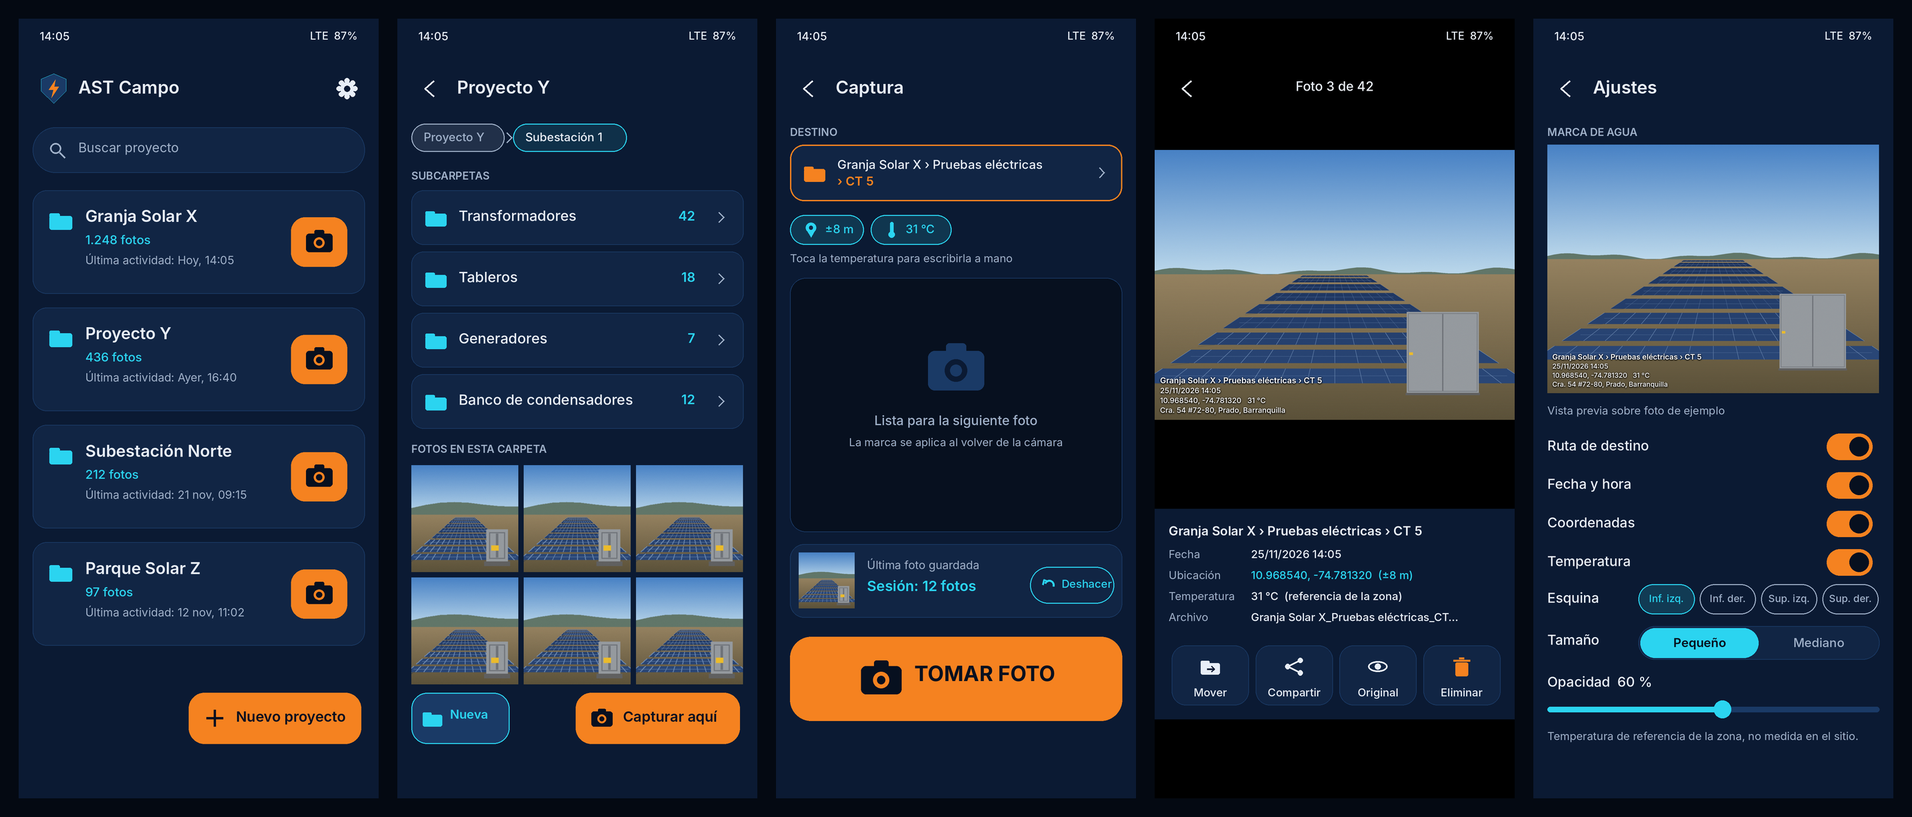 14:05
LTE 87%
AST Campo
Buscar proyecto
Granja Solar X
1.248 fotos
Última actividad: Hoy, 14:05
Proyecto Y
436 fotos
Última actividad: Ayer, 16:40
Subestación Norte
212 fotos
Última actividad: 21 nov, 09:15
Parque Solar Z
97 fotos
Última actividad: 12 nov, 11:02
Nuevo proyecto
14:05
LTE 87%
Proyecto Y
Proyecto Y
Subestación 1
SUBCARPETAS
Transformadores 42
Tableros 18
Generadores 7
Banco de condensadores 12
FOTOS EN ESTA CARPETA
Nueva
Capturar aquí
14:05
LTE 87%
Captura
DESTINO
Granja Solar X › Pruebas eléctricas
› CT 5
±8 m
31 °C
Toca la temperatura para escribirla a mano
Lista para la siguiente foto
La marca se aplica al volver de la cámara
Última foto guardada
Sesión: 12 fotos
Deshacer
TOMAR FOTO
14:05
LTE 87%
Foto 3 de 42
Granja Solar X › Pruebas eléctricas › CT 5
25/11/2026 14:05
10.968540, -74.781320 31 °C
Cra. 54 #72-80, Prado, Barranquilla
Granja Solar X › Pruebas eléctricas › CT 5
Fecha 25/11/2026 14:05
Ubicación 10.968540, -74.781320 (±8 m)
Temperatura 31 °C (referencia de la zona)
Archivo Granja Solar X_Pruebas eléctricas_CT...
Mover
Compartir
Original
Eliminar
14:05
LTE 87%
Ajustes
MARCA DE AGUA
Granja Solar X › Pruebas eléctricas › CT 5
25/11/2026 14:05
10.968540, -74.781320 31 °C
Cra. 54 #72-80, Prado, Barranquilla
Vista previa sobre foto de ejemplo
Ruta de destino
Fecha y hora
Coordenadas
Temperatura
Esquina Inf. izq. Inf. der. Sup. izq. Sup. der.
Tamaño Pequeño Mediano
Opacidad 60 %
Temperatura de referencia de la zona, no medida en el sitio.